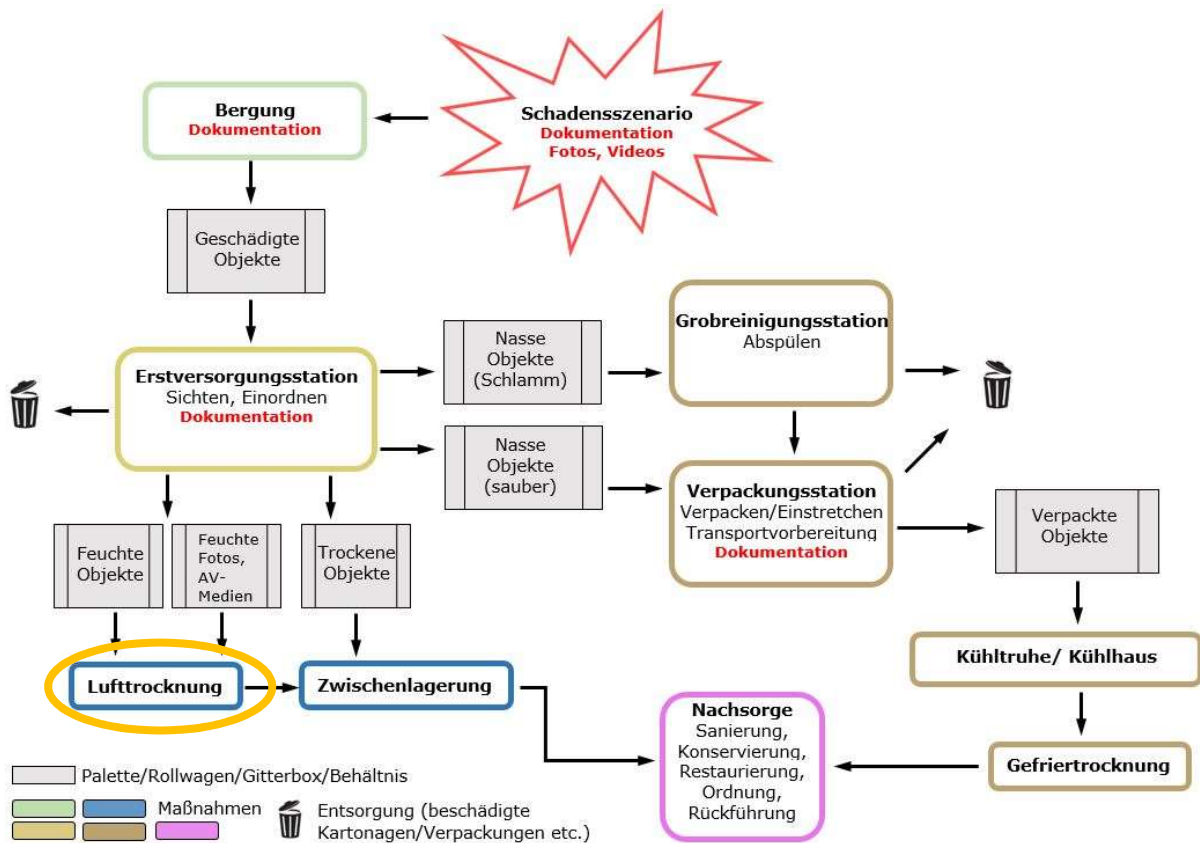 Schadensszenario
Dokumentation
Fotos, Videos
Bergung
Dokumentation
Geschädigte
Objekte
Erstversorgungsstation
Sichten, Einordnen
Dokumentation
Nasse
Objekte
(Schlamm)
Grobreinigungsstation
Abspülen
Nasse
Objekte
(sauber)
Verpackungsstation
Verpacken/Einstretchen
Transportvorbereitung
Dokumentation
Verpackte
Objekte
Feuchte
Objekte
Feuchte
Fotos,
AV-
Medien
Trockene
Objekte
Lufttrocknung
Zwischenlagerung
Kühltruhe/ Kühlhaus
Gefriertrocknung
Nachsorge
Sanierung,
Konservierung,
Restaurierung,
Ordnung,
Rückführung
Palette/Rollwagen/Gitterbox/Behältnis
Maßnahmen
Entsorgung (beschädigte
Kartonagen/Verpackungen etc.)